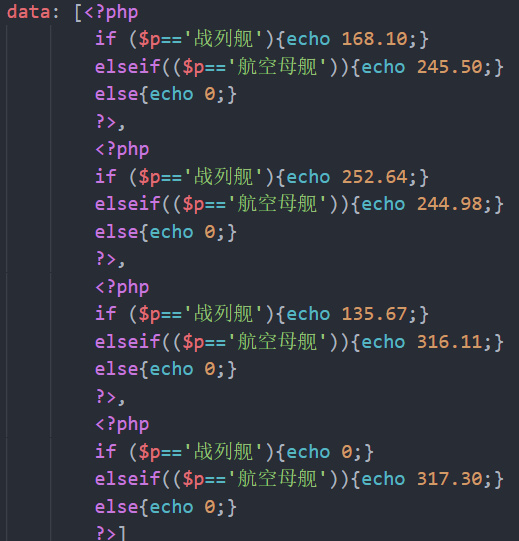 data: [<?php
if ($p=='战列舰'){echo 168.10;}
elseif(($p=='航空母舰')){echo 245.50;}
else{echo 0;}
?>,
<?php
if ($p=='战列舰'){echo 252.64;}
elseif(($p=='航空母舰')){echo 244.98;}
else{echo 0;}
?>,
<?php
if ($p=='战列舰'){echo 135.67;}
elseif(($p=='航空母舰')){echo 316.11;}
else{echo 0;}
?>,
<?php
if ($p=='战列舰'){echo 0;}
elseif(($p=='航空母舰')){echo 317.30;}
else{echo 0;}
?>]